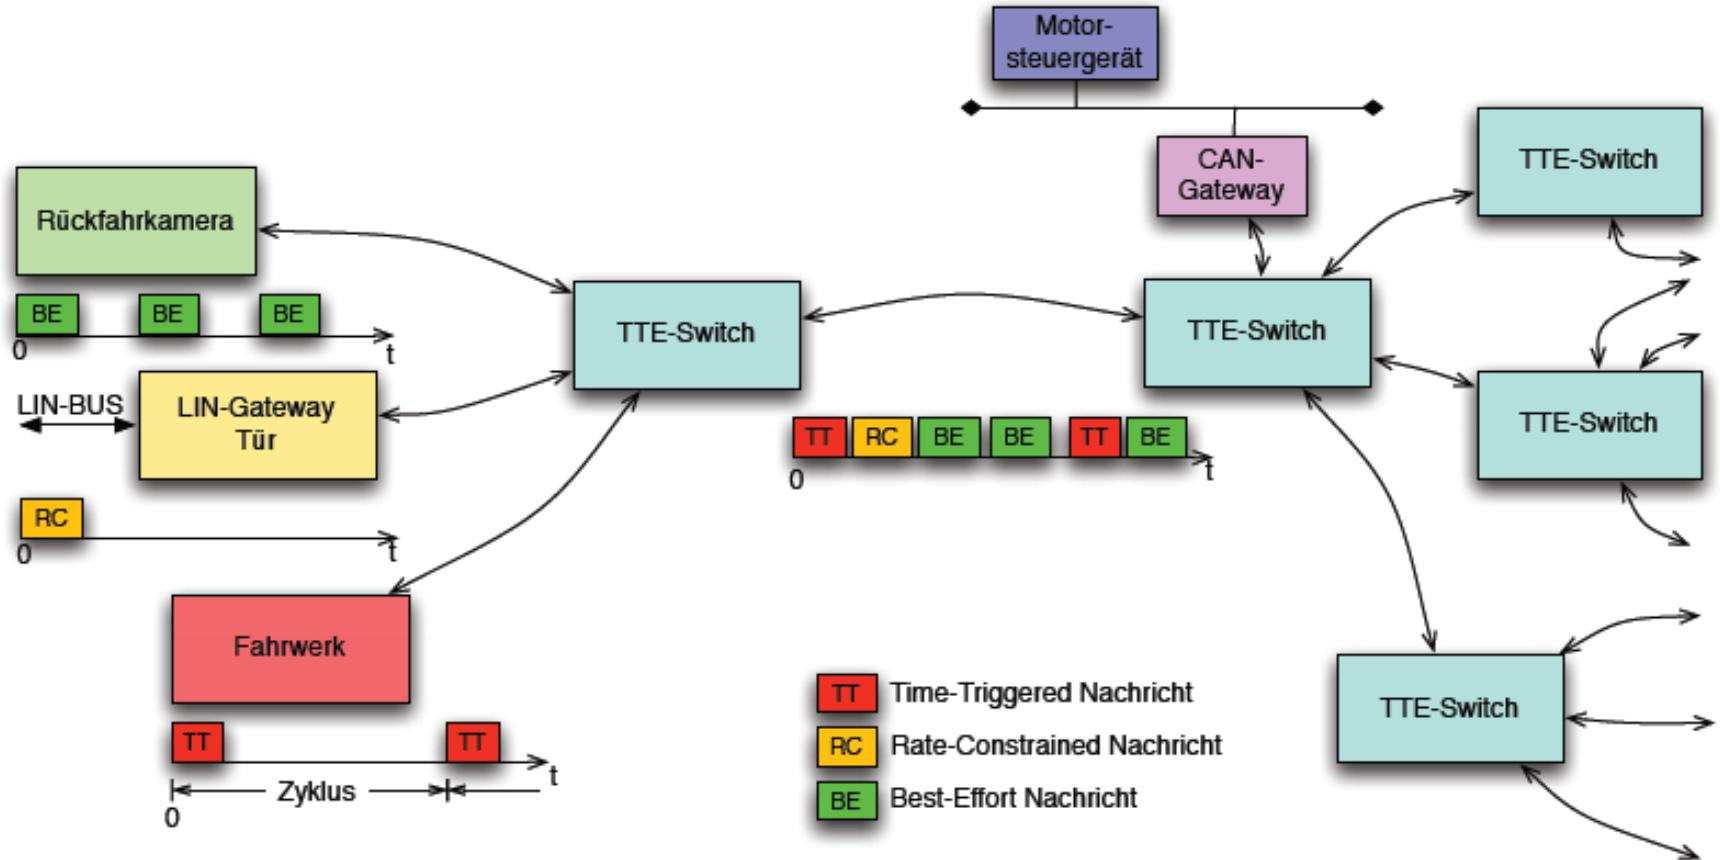 Motor-
steuergerät
CAN-
Gateway
TTE-Switch
Rückfahrkamera
BE BE BE
0 t
TTE-Switch
TTE-Switch
LIN-BUS
LIN-Gateway
Tür
TT RC BE BE TT BE
0 t
TTE-Switch
RC
0 t
Fahrwerk
TT TT
t
Zyklus
0
TT Time-Triggered Nachricht
RC Rate-Constrained Nachricht
BE Best-Effort Nachricht
TTE-Switch